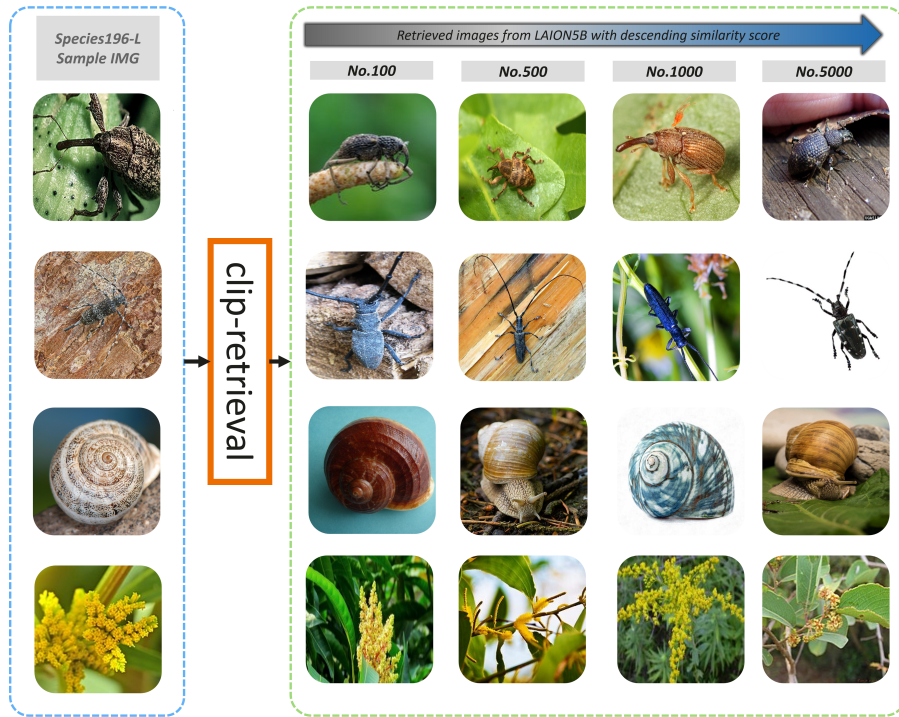 Species196-L
Sample IMG
Retrieved images from LAION5B with descending similarity score
No.100
No.500
No.1000
No.5000
clip-retrieval